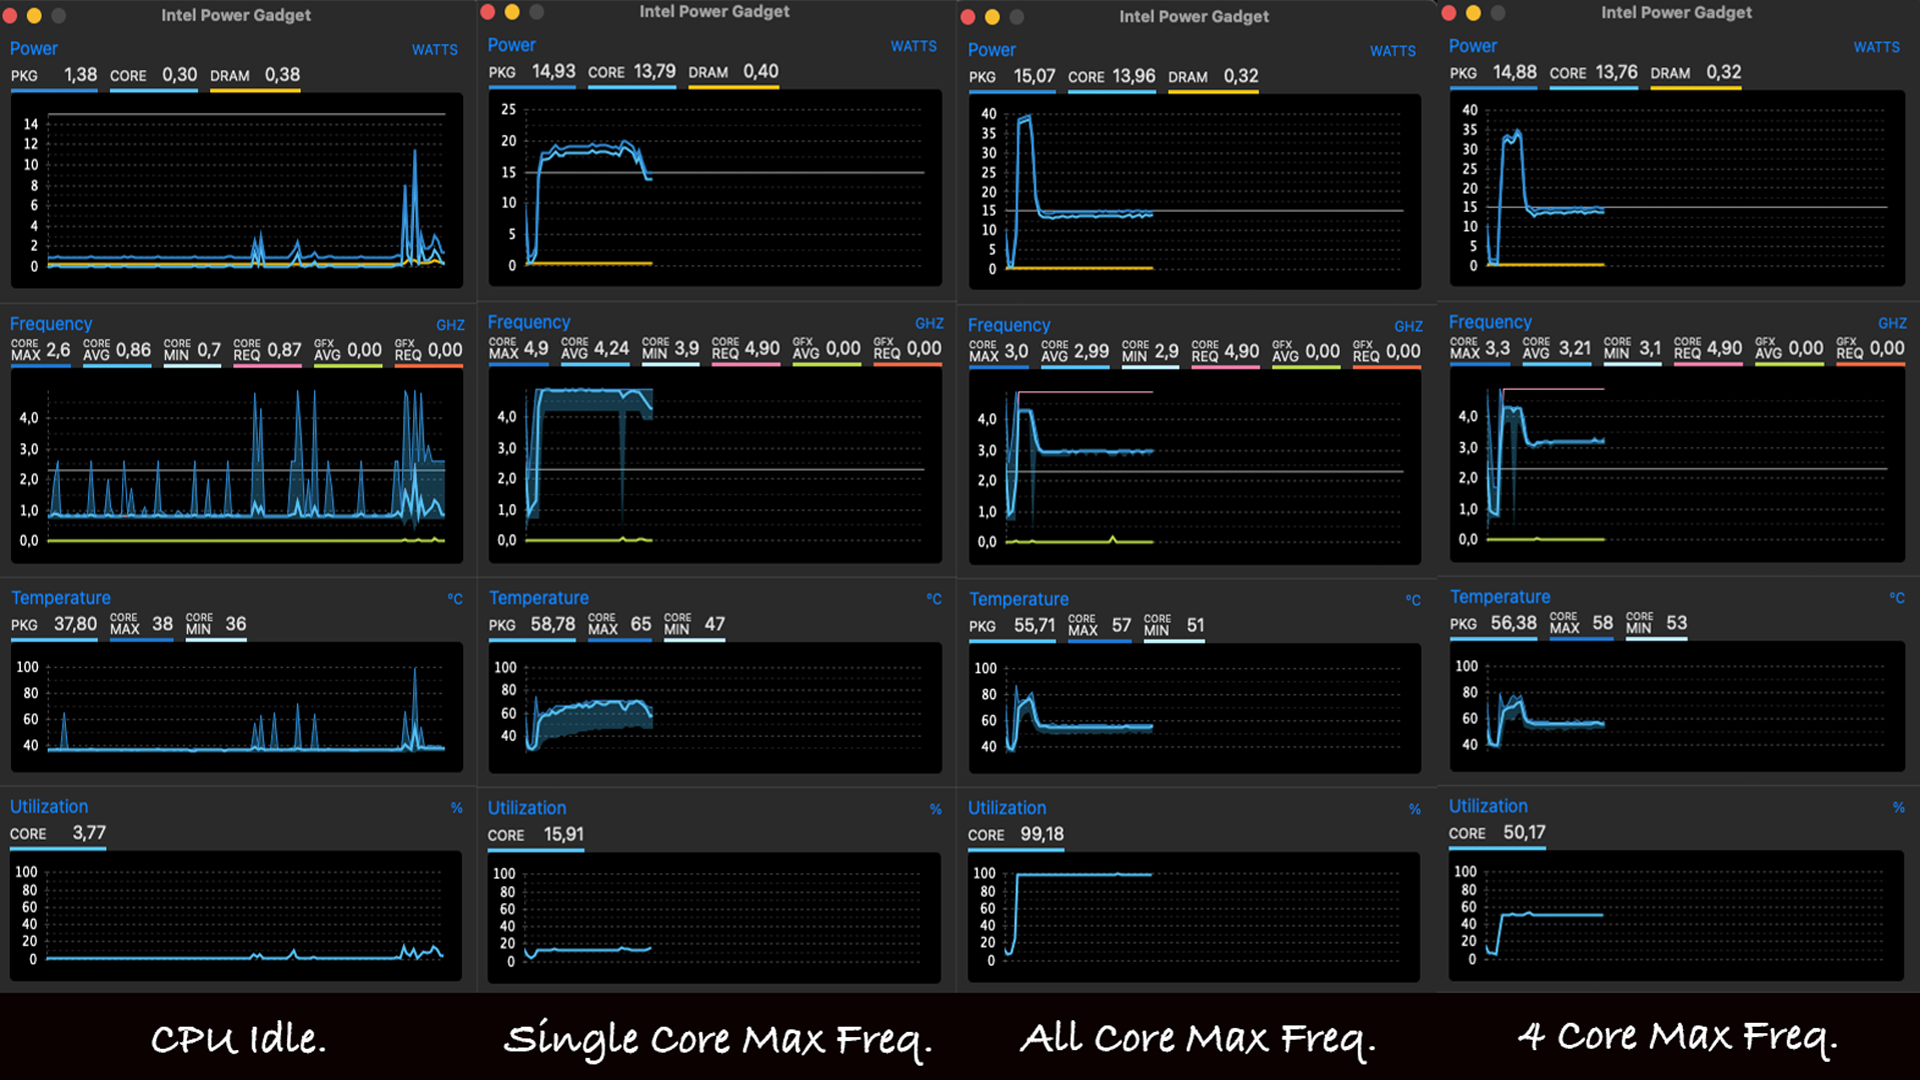 Intel Power Gadget
Power WATTS
PKG 1,38 CORE 0,30 DRAM 0,38
14
12
10
8
6
4
2
0
Frequency GHZ
CORE MAX 2,6 CORE AVG 0,86 CORE MIN 0,7 CORE REQ 0,87 GFX AVG 0,00 GFX REQ 0,00
4,0
3,0
2,0
1,0
0,0
Temperature ºC
PKG 37,80 CORE MAX 38 CORE MIN 36
100
80
60
40
Utilization %
CORE 3,77
100
80
60
40
20
0
CPU Idle.
Intel Power Gadget
Power WATTS
PKG 14,93 CORE 13,79 DRAM 0,40
25
20
15
10
5
0
Frequency GHZ
CORE MAX 4,9 CORE AVG 4,24 CORE MIN 3,9 CORE REQ 4,90 GFX AVG 0,00 GFX REQ 0,00
4,0
3,0
2,0
1,0
0,0
Temperature ºC
PKG 58,78 CORE MAX 65 CORE MIN 47
100
80
60
40
Utilization %
CORE 15,91
100
80
60
40
20
0
Single Core Max Freq.
Intel Power Gadget
Power WATTS
PKG 15,07 CORE 13,96 DRAM 0,32
40
35
30
25
20
15
10
5
0
Frequency GHZ
CORE MAX 3,0 CORE AVG 2,99 CORE MIN 2,9 CORE REQ 4,90 GFX AVG 0,00 GFX REQ 0,00
4,0
3,0
2,0
1,0
0,0
Temperature ºC
PKG 55,71 CORE MAX 57 CORE MIN 51
100
80
60
40
Utilization %
CORE 99,18
100
80
60
40
20
0
All Core Max Freq.
Intel Power Gadget
Power WATTS
PKG 14,88 CORE 13,76 DRAM 0,32
40
35
30
25
20
15
10
5
0
Frequency GHZ
CORE MAX 3,3 CORE AVG 3,21 CORE MIN 3,1 CORE REQ 4,90 GFX AVG 0,00 GFX REQ 0,00
4,0
3,0
2,0
1,0
0,0
Temperature ºC
PKG 56,38 CORE MAX 58 CORE MIN 53
100
80
60
40
Utilization %
CORE 50,17
100
80
60
40
20
0
4 Core Max Freq.